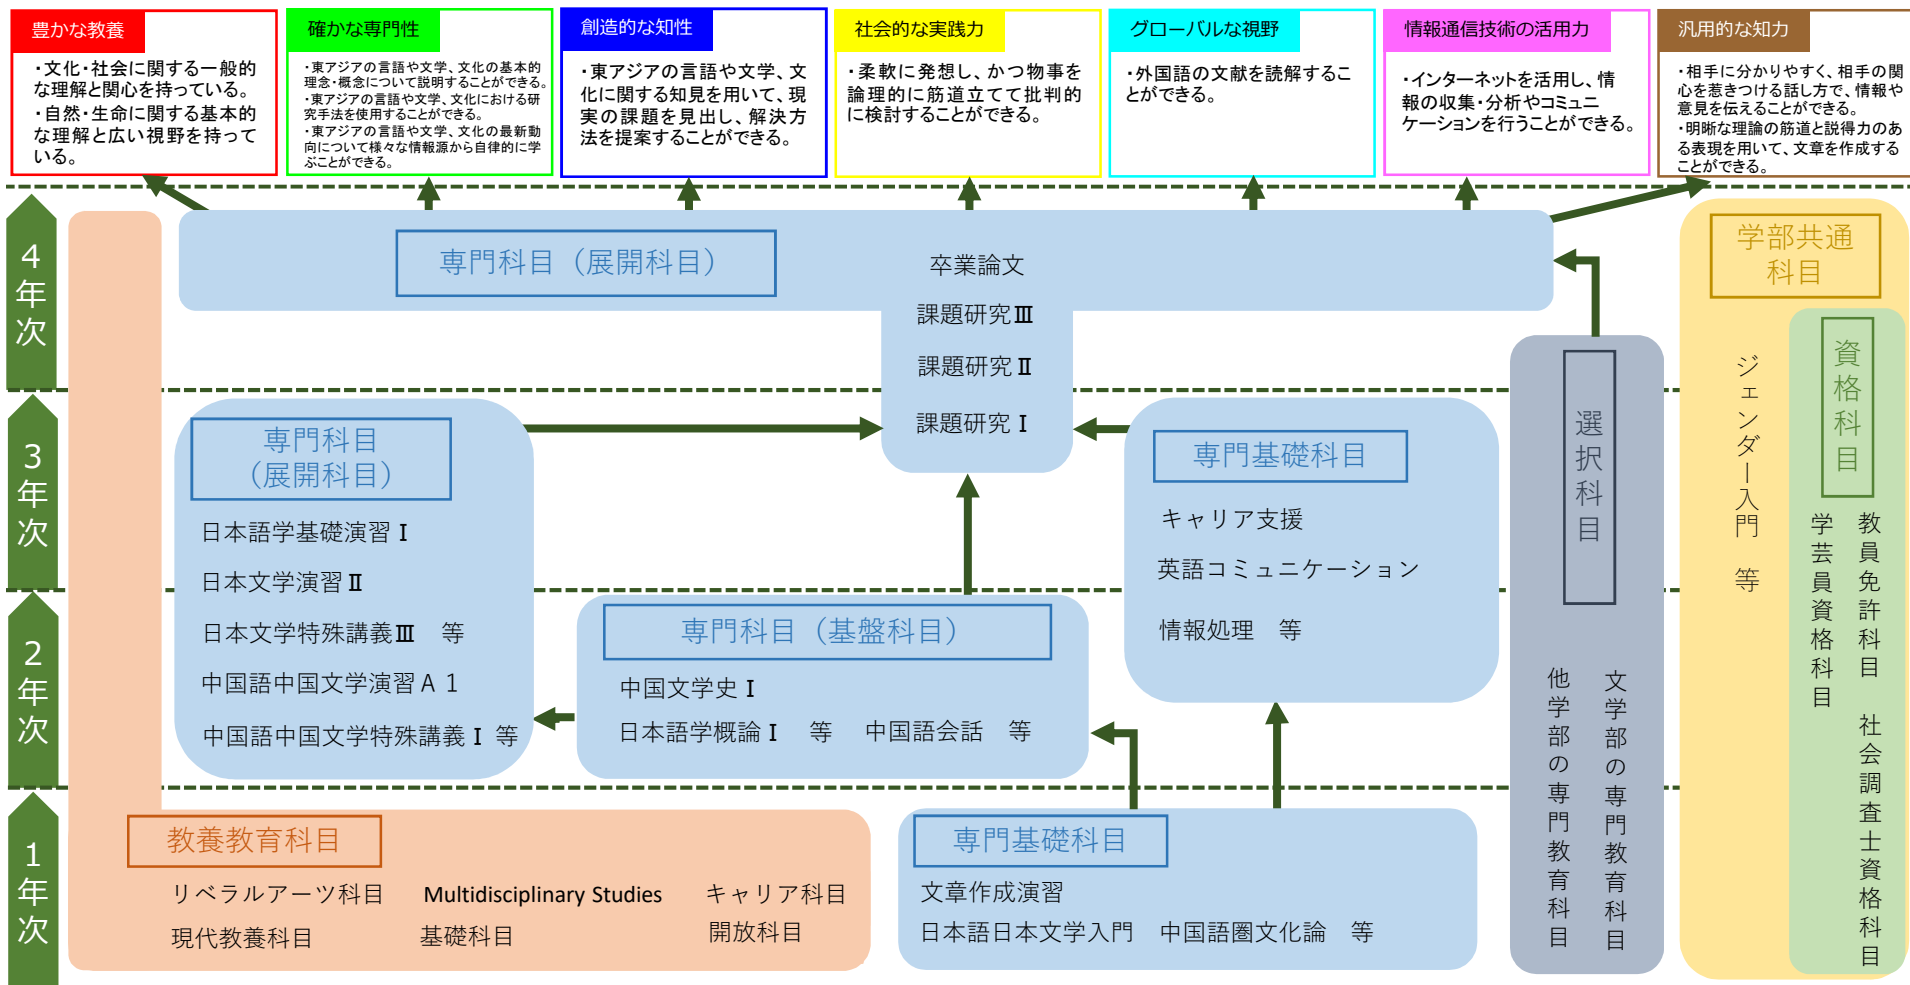 豊かな教養
・文化・社会に関する一般的
な理解と関心を持っている。
・自然・生命に関する基本的
な理解と広い視野を持って
いる。
確かな専門性
・東アジアの言語や文学、文化の基本的
理念・概念について説明することができる。
・東アジアの言語や文学、文化における研
究手法を使用することができる。
・東アジアの言語や文学、文化の最新動
向について様々な情報源から自律的に学
ぶことができる。
創造的な知性
・東アジアの言語や文学、文
化に関する知見を用いて、現
実の課題を見出し、解決方
法を提案することができる。
社会的な実践力
・柔軟に発想し、かつ物事を
論理的に筋道立てて批判的
に検討することができる。
グローバルな視野
・外国語の文献を読解するこ
とができる。
情報通信技術の活用力
・インターネットを活用し、情
報の収集・分析やコミュニ
ケーションを行うことができる。
汎用的な知力
・相手に分かりやすく、相手の関
心を惹きつける話し方で、情報や
意見を伝えることができる。
・明晰な理論の筋道と説得力のあ
る表現を用いて、文章を作成する
ことができる。
4年次
専門科目（展開科目）
卒業論文
課題研究Ⅲ
課題研究Ⅱ
課題研究Ⅰ
3年次
専門科目
（展開科目）
日本語学基礎演習Ⅰ
日本文学演習Ⅱ
日本文学特殊講義Ⅲ　等
中国語中国文学演習Ａ１
中国語中国文学特殊講義Ⅰ 等
専門基礎科目
キャリア支援
英語コミュニケーション
情報処理　等
2年次
専門科目（基盤科目）
中国文学史Ⅰ
日本語学概論Ⅰ　等　中国語会話　等
1年次
教養教育科目
リベラルアーツ科目　Multidisciplinary Studies　キャリア科目
現代教養科目　基礎科目　開放科目
専門基礎科目
文章作成演習
日本語日本文学入門　中国語圏文化論　等
選択科目
文学部の専門教育科目
他学部の専門教育科目
学部共通
科目
ジェンダー入門　等
資格科目
教員免許科目　社会調査士資格科目
学芸員資格科目